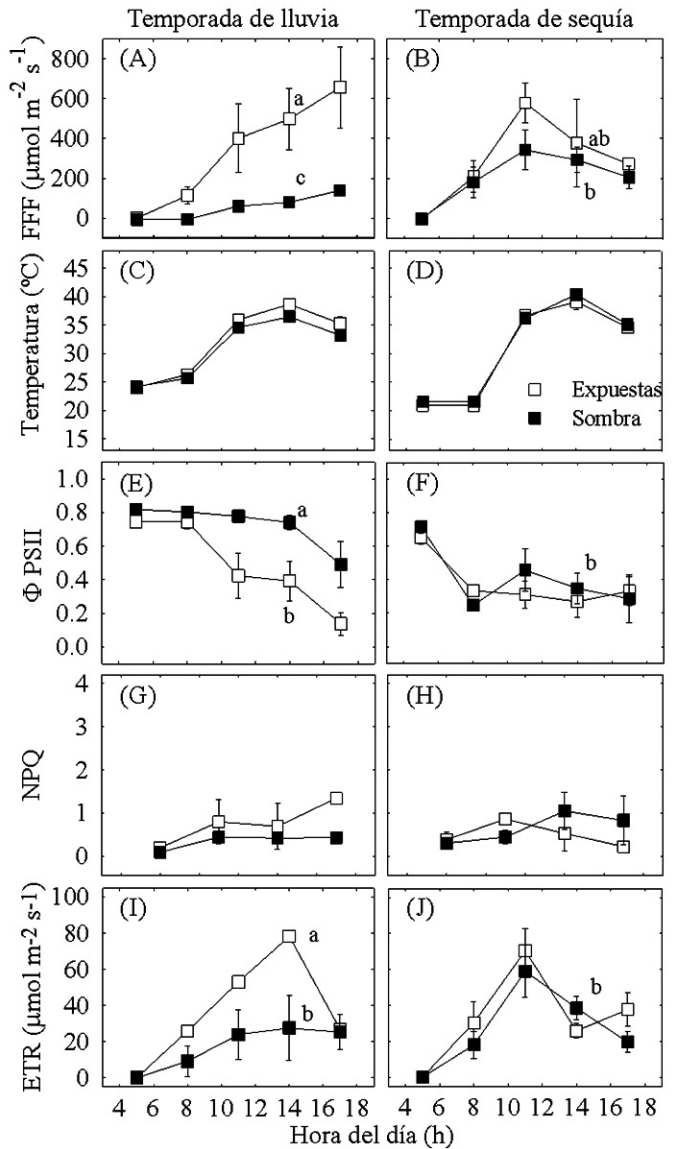 Temporada de lluvia
Temporada de sequía
(A)
(B)
FFF (µmol m-2 s-1)
800
600
400
200
0
a
c
ab
b
(C)
(D)
Temperatura (ºC)
45
40
35
30
25
20
15
Expuestas
Sombra
(E)
(F)
Φ PSII
1.0
0.8
0.6
0.4
0.2
0.0
a
b
b
(G)
(H)
NPQ
4
3
2
1
0
(I)
(J)
ETR (µmol m-2 s-1)
100
80
60
40
20
0
a
b
b
4 6 8 10 12 14 16 18
4 6 8 10 12 14 16 18
Hora del día (h)